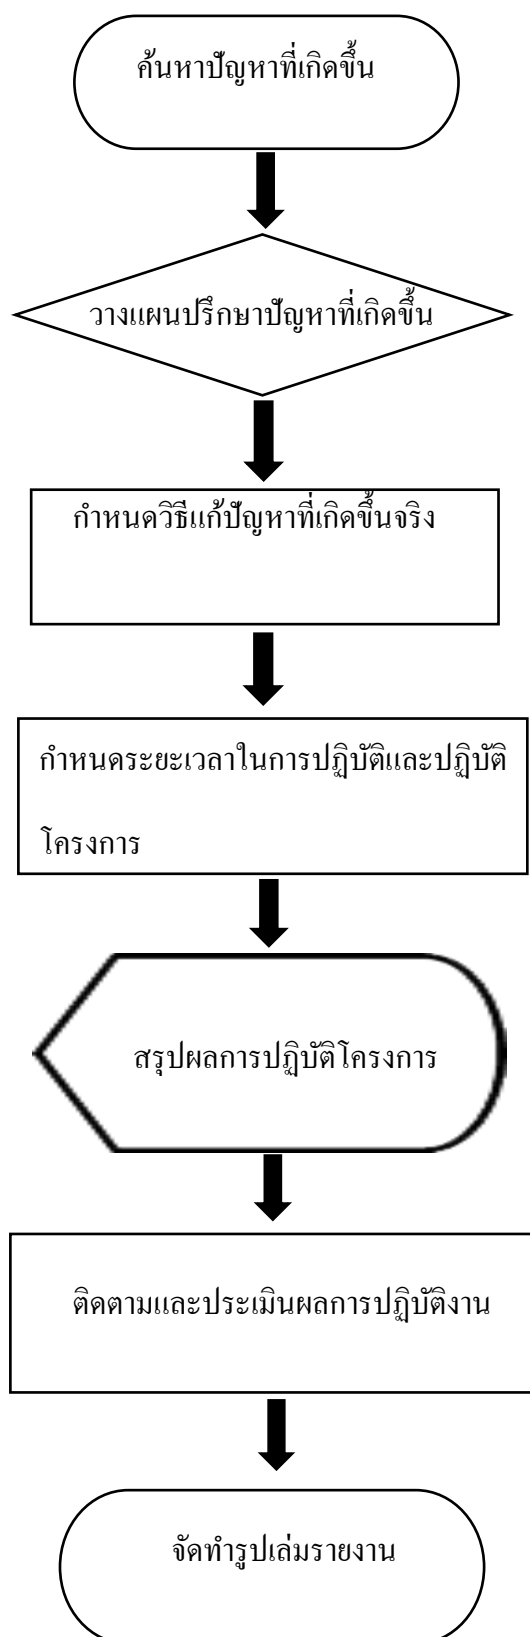 ค้นหาปัญหาที่เกิดขึ้น
วางแผนปรึกษาปัญหาที่เกิดขึ้น
กำหนดวิธีแก้ปัญหาที่เกิดขึ้นจริง
กำหนดระยะเวลาในการปฏิบัติและปฏิบัติ
โครงการ
สรุปผลการปฏิบัติโครงการ
ติดตามและประเมินผลการปฏิบัติงาน
จัดทำรูปเล่มรายงาน